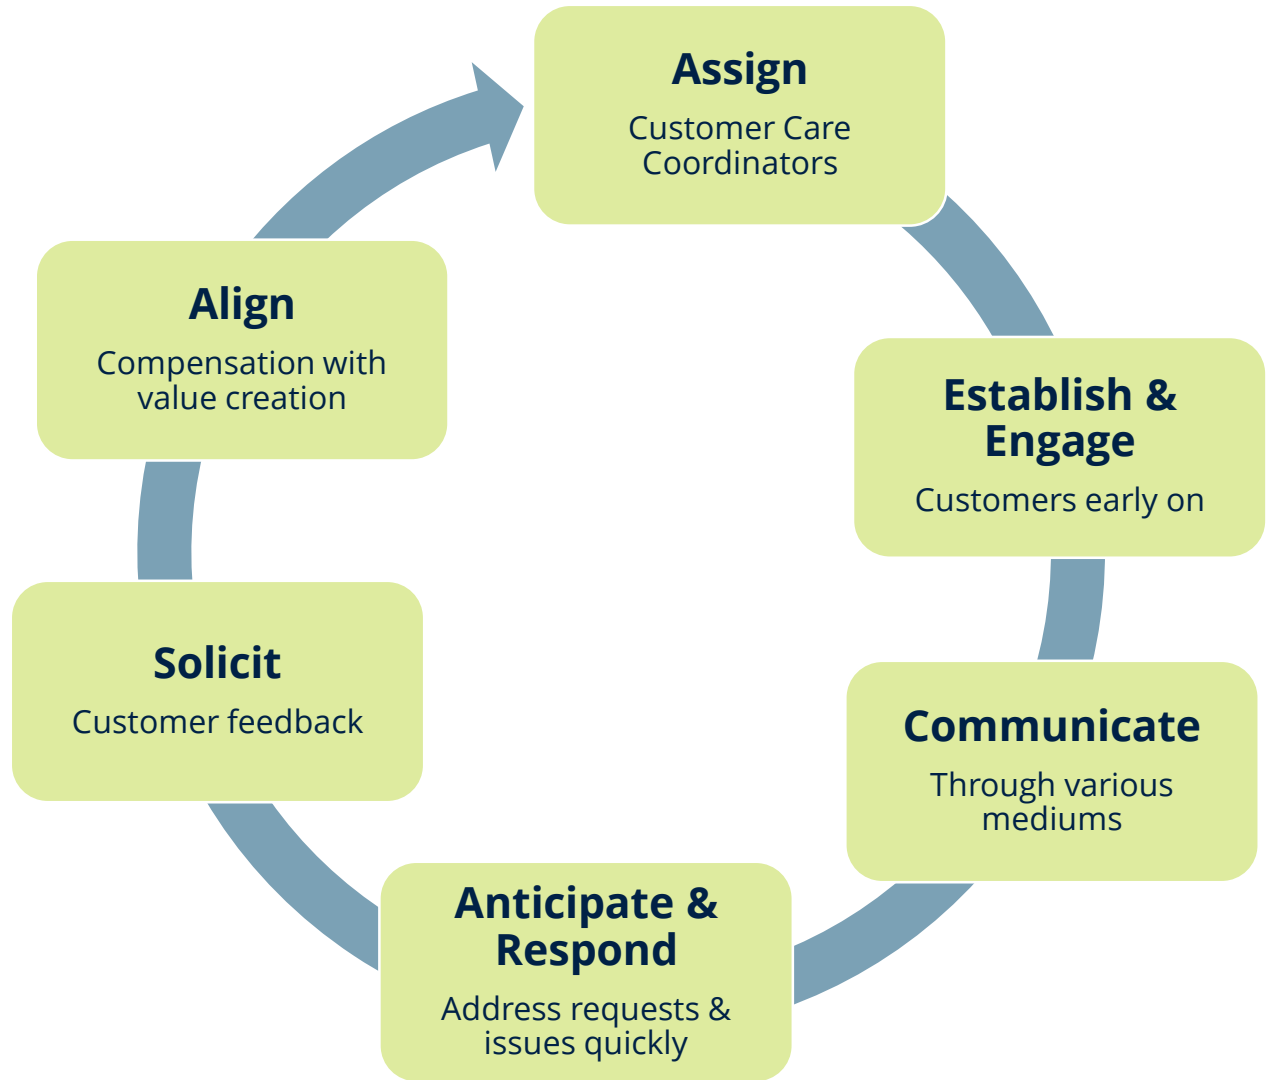 Assign
Customer Care
Coordinators
Establish &
Engage
Customers early on
Communicate
Through various
mediums
Anticipate &
Respond
Address requests &
issues quickly
Solicit
Customer feedback
Align
Compensation with
value creation